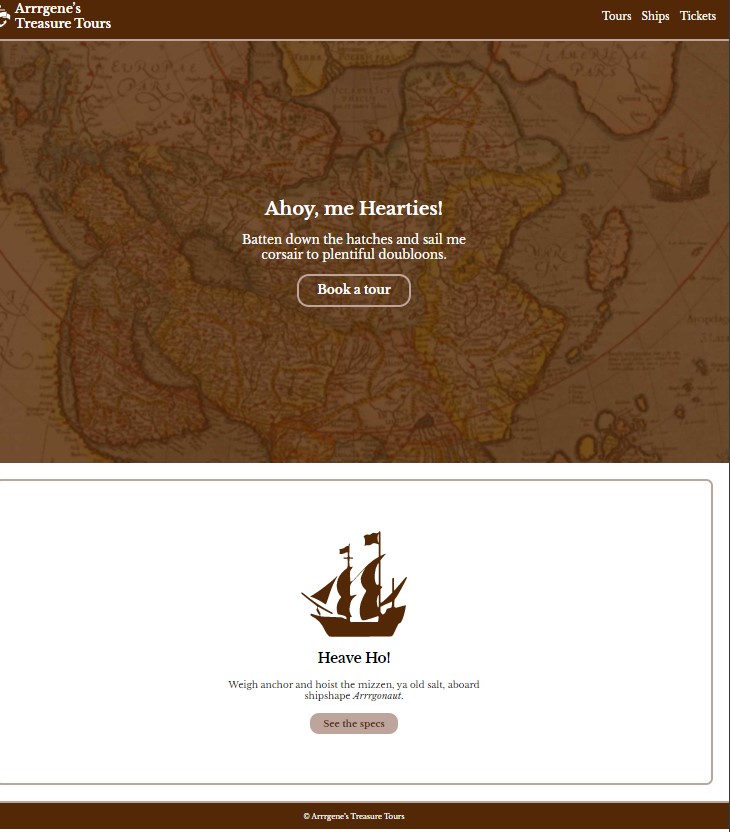 Arrrgene's
Treasure Tours
Tours Ships Tickets
Ahoy, me Hearties!
Batten down the hatches and sail me
corsair to plentiful doubloons.
Book a tour
Heave Ho!
Weigh anchor and hoist the mizzen, ya old salt, aboard
shipshape Arrrgonaut.
See the specs
© Arrrgene's Treasure Tours